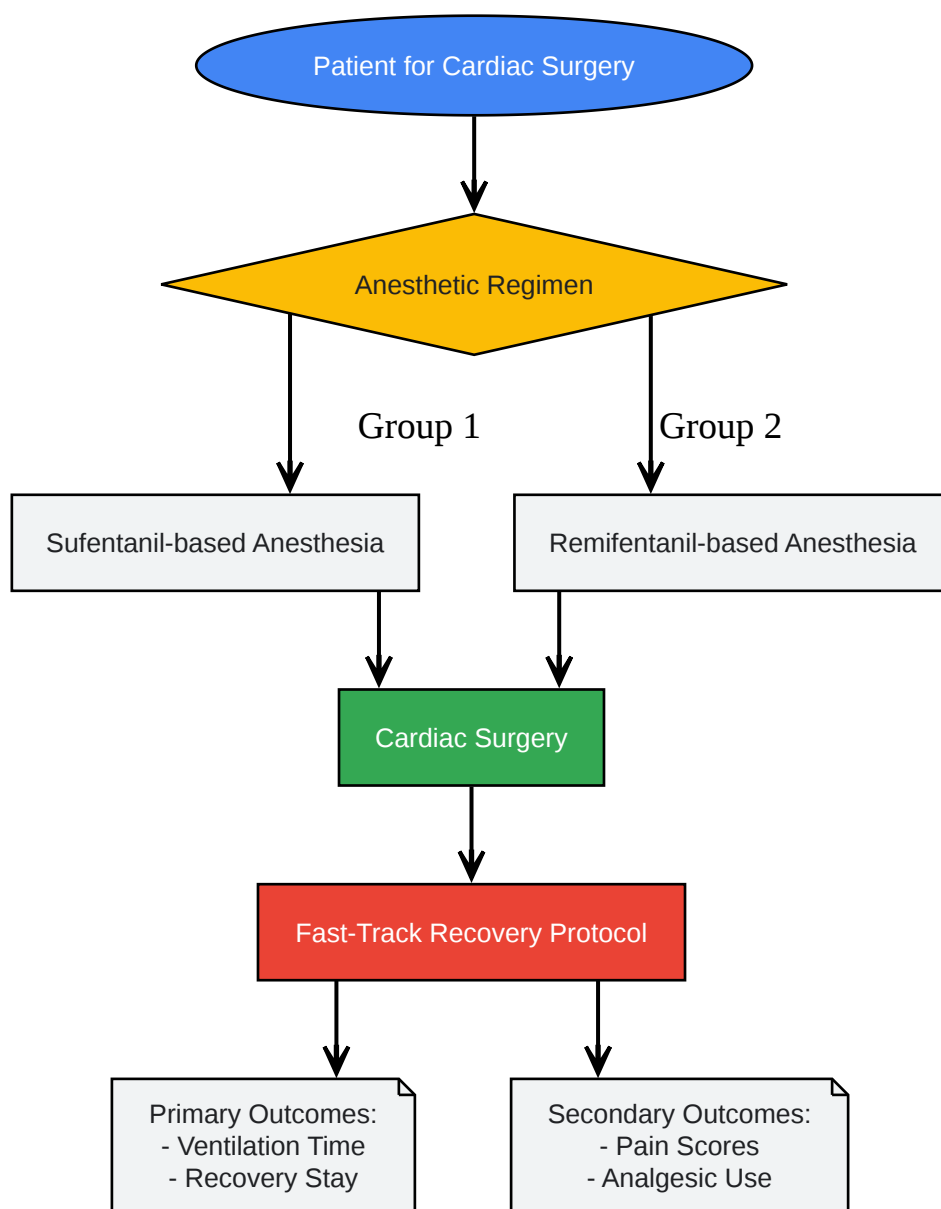 Patient for Cardiac Surgery
Anesthetic Regimen
Group 1
Group 2
Sufentanil-based Anesthesia
Remifentanil-based Anesthesia
Cardiac Surgery
Fast-Track Recovery Protocol
Primary Outcomes:
- Ventilation Time
- Recovery Stay
Secondary Outcomes:
- Pain Scores
- Analgesic Use